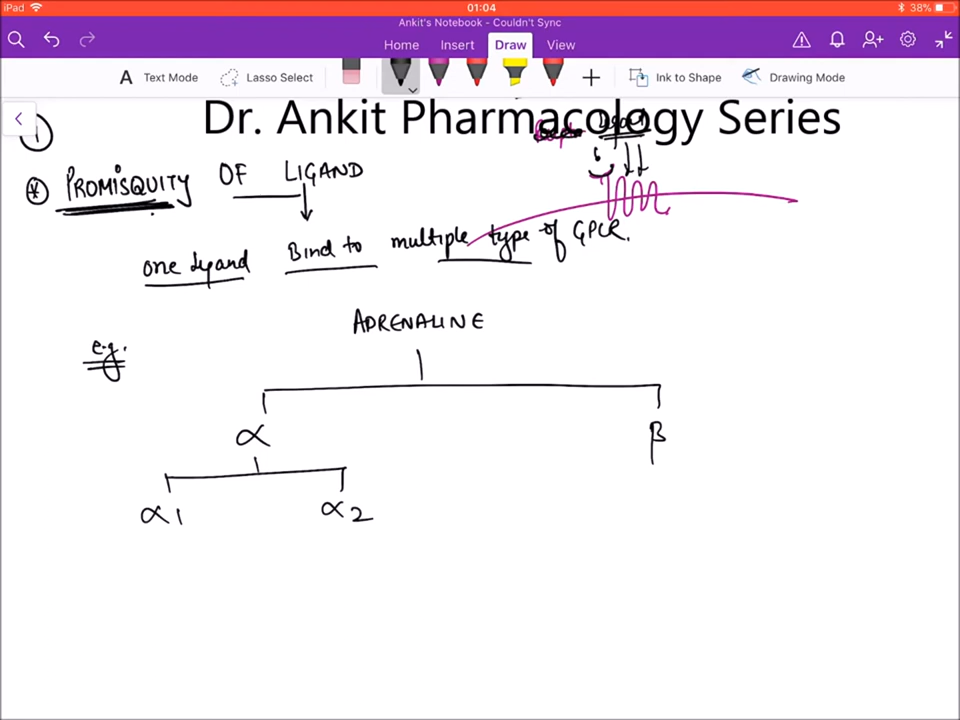 iPad 01:04 38%
Ankit's Notebook - Couldn't Sync
Home Insert Draw View
A Text Mode Lasso Select Ink to Shape Drawing Mode
Dr. Ankit Pharmacology Series
1
PROMISQUITY OF LIGAND
one Lyand Bind to multiple type of GPCR.
e.g.
ADRENALINE
α β
α1 α2